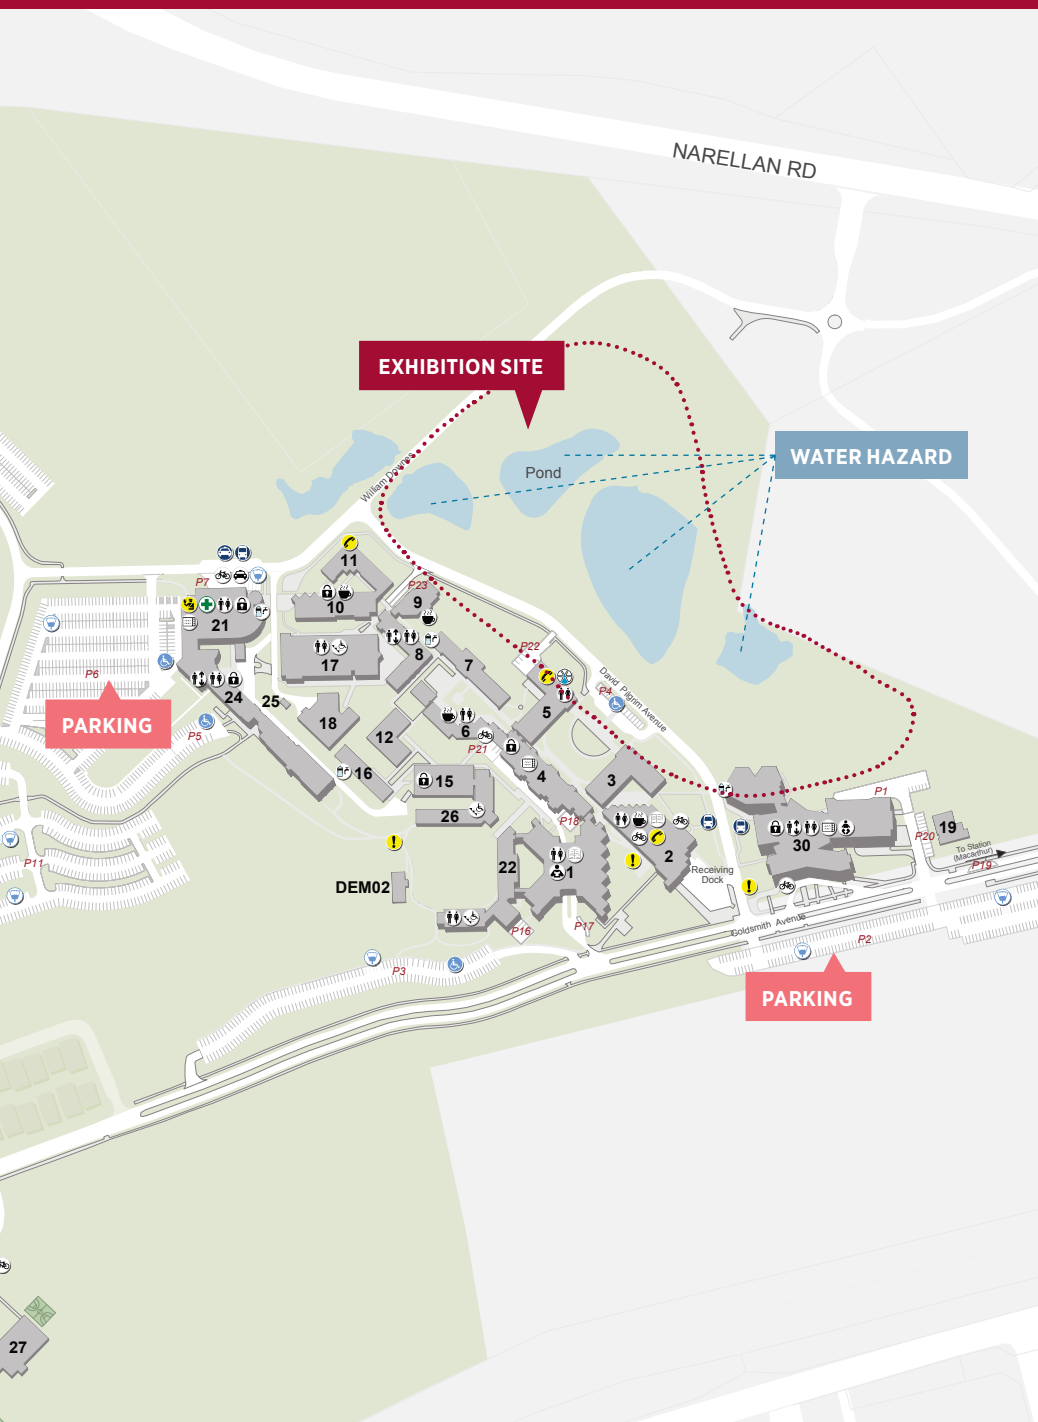 NARELLAN RD
EXHIBITION SITE
WATER HAZARD
Pond
William Downes
11
P7
P23
10
9
21
17
8
7
P22
P6
24
25
David Pilgrim Avenue
P4
PARKING
18
5
P5
12
6
P21
16
15
4
3
P1
26
P18
2
30
P20
19
To Station
(Macarthur)
P11
22
1
P19
DEM02
Receiving
Dock
Goldsmith Avenue
P16
P17
P2
P3
PARKING
27